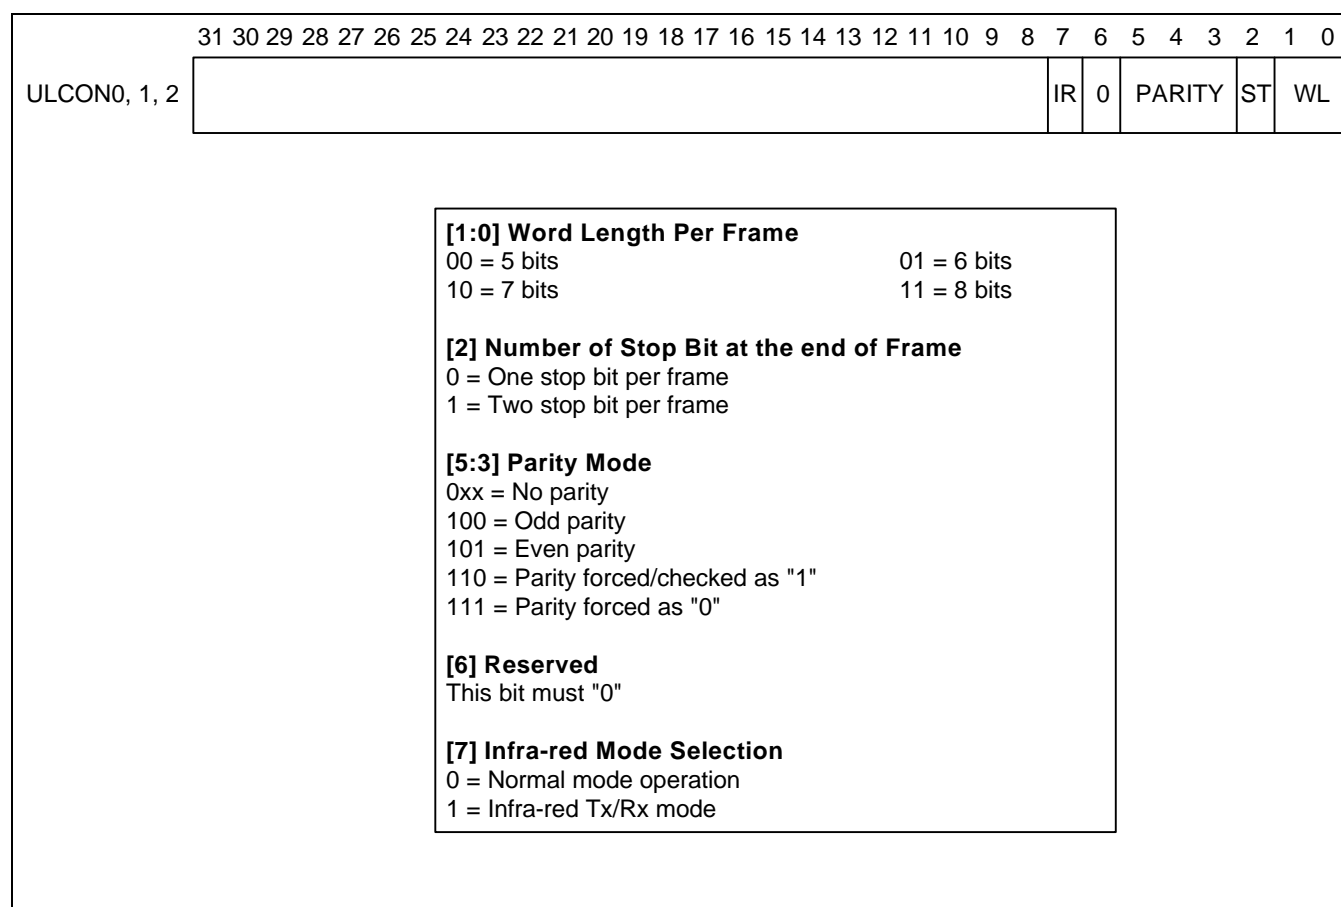 31 30 29 28 27 26 25 24 23 22 21 20 19 18 17 16 15 14 13 12 11 10 9 8 7 6 5 4 3 2 1 0
ULCON0, 1, 2 IR 0 PARITY ST WL
[1:0] Word Length Per Frame
00 = 5 bits 01 = 6 bits
10 = 7 bits 11 = 8 bits
[2] Number of Stop Bit at the end of Frame
0 = One stop bit per frame
1 = Two stop bit per frame
[5:3] Parity Mode
0xx = No parity
100 = Odd parity
101 = Even parity
110 = Parity forced/checked as "1"
111 = Parity forced as "0"
[6] Reserved
This bit must "0"
[7] Infra-red Mode Selection
0 = Normal mode operation
1 = Infra-red Tx/Rx mode